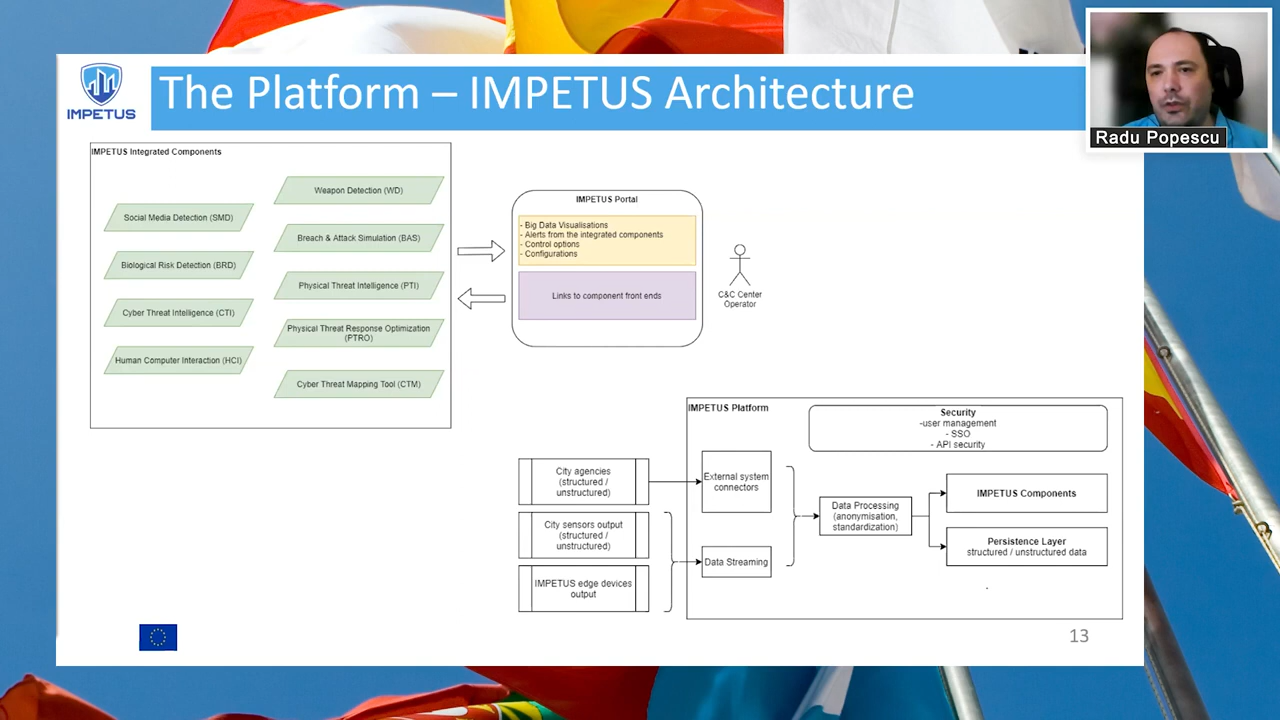 IMPETUS
The Platform – IMPETUS Architecture
Radu Popescu
IMPETUS Integrated Components
Weapon Detection (WD)
Social Media Detection (SMD)
Breach & Attack Simulation (BAS)
Biological Risk Detection (BRD)
Physical Threat Intelligence (PTI)
Cyber Threat Intelligence (CTI)
Physical Threat Response Optimization
(PTRO)
Human Computer Interaction (HCI)
Cyber Threat Mapping Tool (CTM)
IMPETUS Portal
- Big Data Visualisations
- Alerts from the integrated components
- Control options
- Configurations
Links to component front ends
C&C Center
Operator
IMPETUS Platform
Security
-user management
- SSO
- API security
City agencies
(structured /
unstructured)
City sensors output
(structured /
unstructured)
IMPETUS edge devices
output
External system
connectors
Data Streaming
Data Processing
(anonymisation,
standardization)
IMPETUS Components
Persistence Layer
structured / unstructured data
13